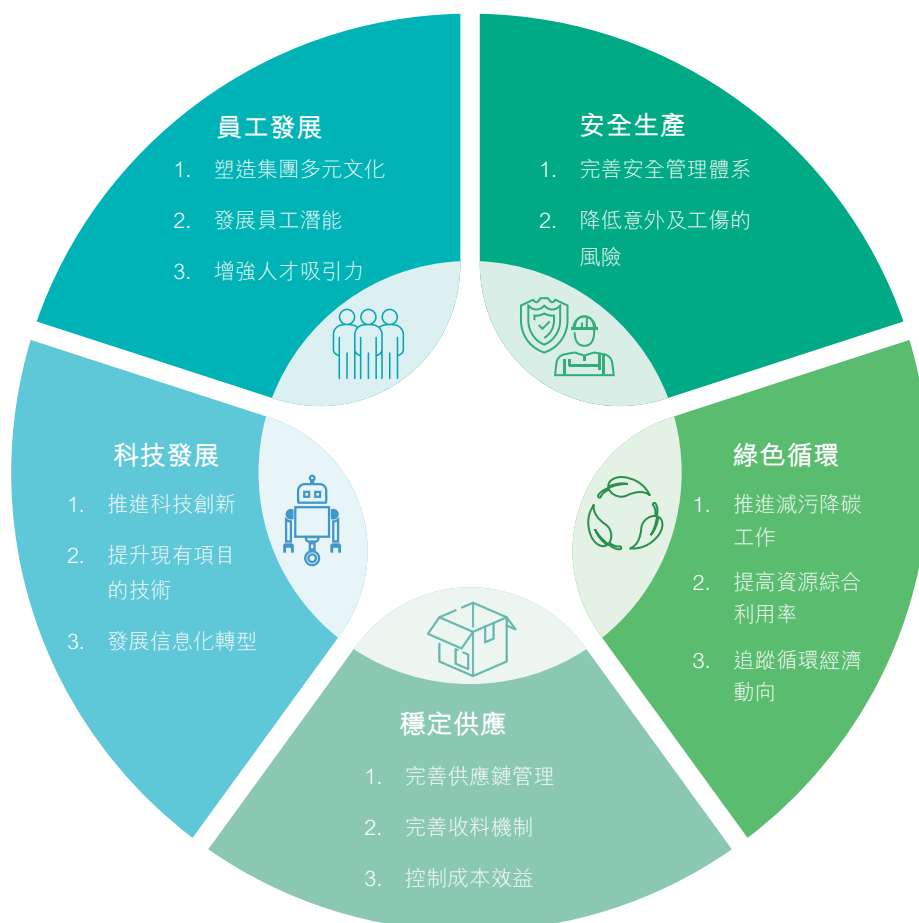 員工發展
1. 塑造集團多元文化
2. 發展員工潛能
3. 增強人才吸引力
安全生產
1. 完善安全管理體系
2. 降低意外及工傷的
風險
科技發展
1. 推進科技創新
2. 提升現有項目
的技術
3. 發展信息化轉型
綠色循環
1. 推進減污降碳
工作
2. 提高資源綜合
利用率
3. 追蹤循環經濟
動向
穩定供應
1. 完善供應鏈管理
2. 完善收料機制
3. 控制成本效益